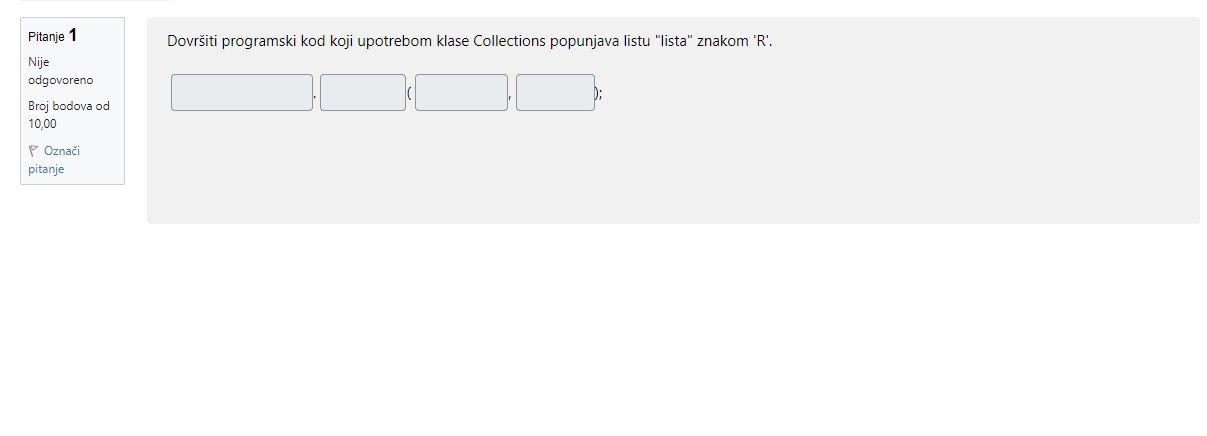 Pitanje 1
Nije
odgovoreno
Broj bodova od
10,00
Označi
pitanje
Dovršiti programski kod koji upotrebom klase Collections popunjava listu "lista" znakom 'R'.
. ( , );